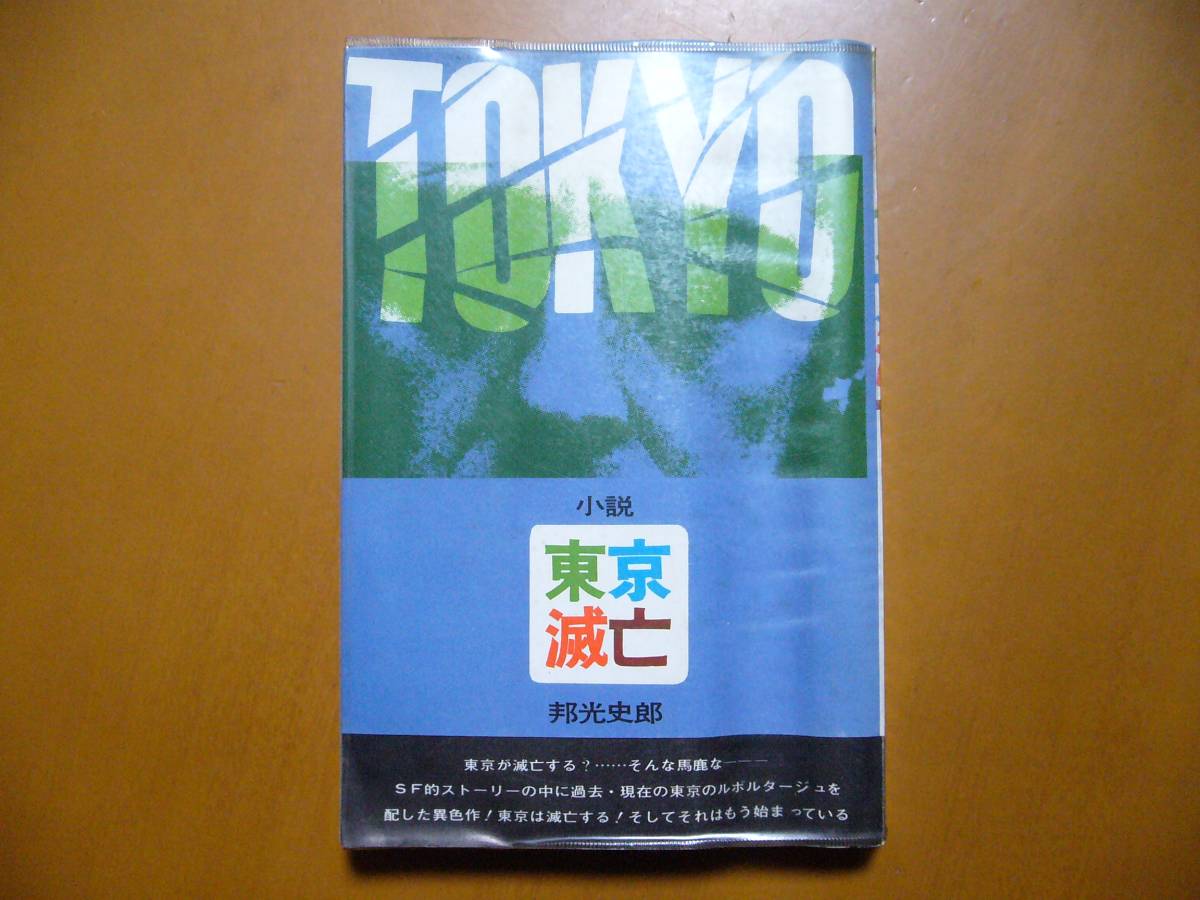 TOKYO
小説
東京
滅亡
邦光史郎
東京が滅亡する?……そんな馬鹿な―――
SF的ストーリーの中に過去・現在の東京のルポルタージュを
配した異色作!東京は滅亡する!そしてそれはもう始まっている